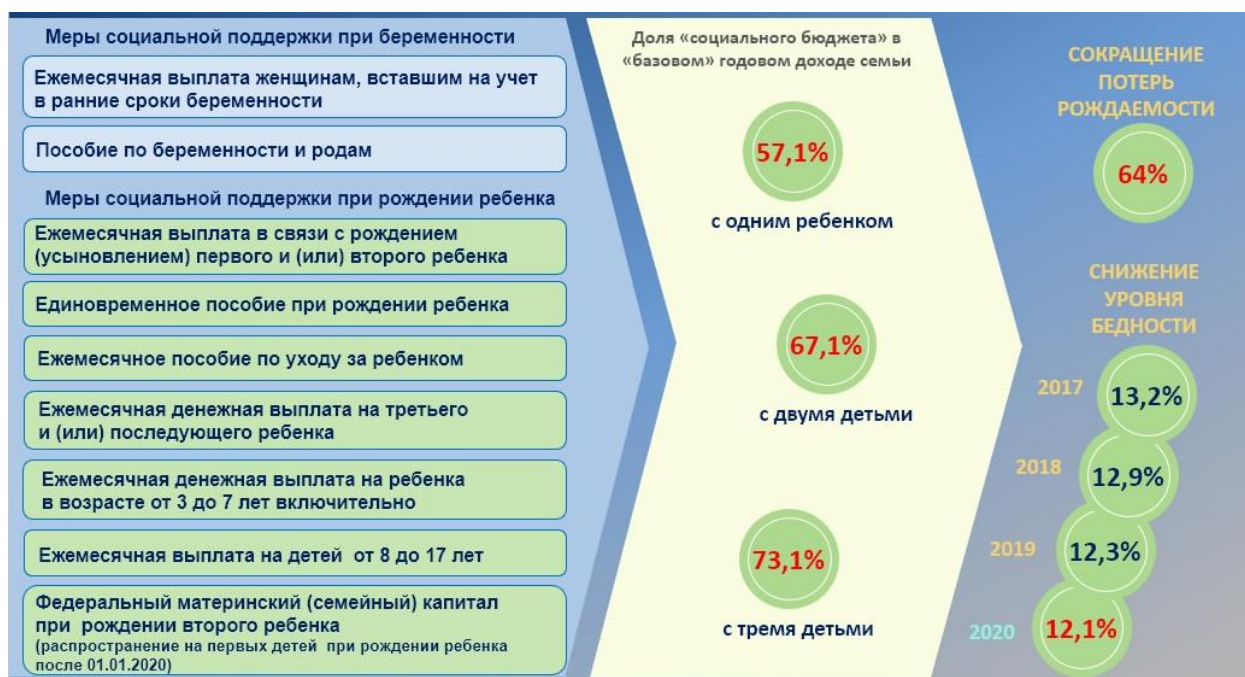 Меры социальной поддержки при беременности
Ежемесячная выплата женщинам, вставшим на учет
в ранние сроки беременности
Пособие по беременности и родам
Меры социальной поддержки при рождении ребенка
Ежемесячная выплата в связи с рождением
(усыновлением) первого и (или) второго ребенка
Единовременное пособие при рождении ребенка
Ежемесячное пособие по уходу за ребенком
Ежемесячная денежная выплата на третьего
и (или) последующего ребенка
Ежемесячная денежная выплата на ребенка
в возрасте от 3 до 7 лет включительно
Ежемесячная выплата на детей от 8 до 17 лет
Федеральный материнский (семейный) капитал
при рождении второго ребенка
(распространение на первых детей при рождении ребенка
после 01.01.2020)
Доля «социального бюджета» в
«базовом» годовом доходе семьи
57,1%
с одним ребенком
67,1%
с двумя детьми
73,1%
с тремя детьми
СОКРАЩЕНИЕ
ПОТЕРЬ
РОЖДАЕМОСТИ
64%
СНИЖЕНИЕ
УРОВНЯ
БЕДНОСТИ
2017 13,2%
2018 12,9%
2019 12,3%
2020 12,1%